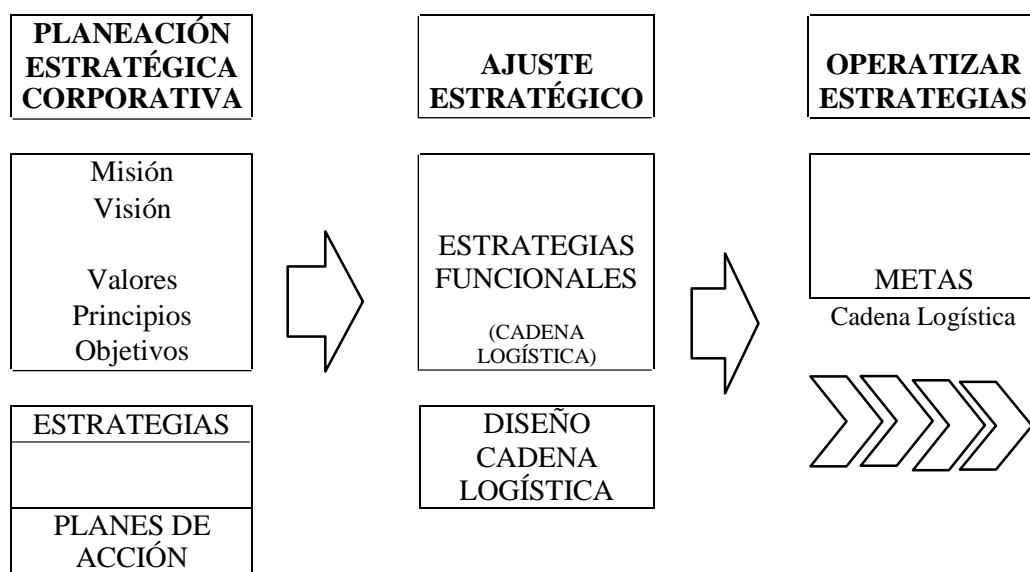 PLANEACIÓN
ESTRATÉGICA
CORPORATIVA
Misión
Visión
Valores
Principios
Objetivos
ESTRATEGIAS
PLANES DE
ACCIÓN
AJUSTE
ESTRATÉGICO
ESTRATEGIAS
FUNCIONALES
(CADENA
LOGÍSTICA)
DISEÑO
CADENA
LOGÍSTICA
OPERATIZAR
ESTRATEGIAS
METAS
Cadena Logística